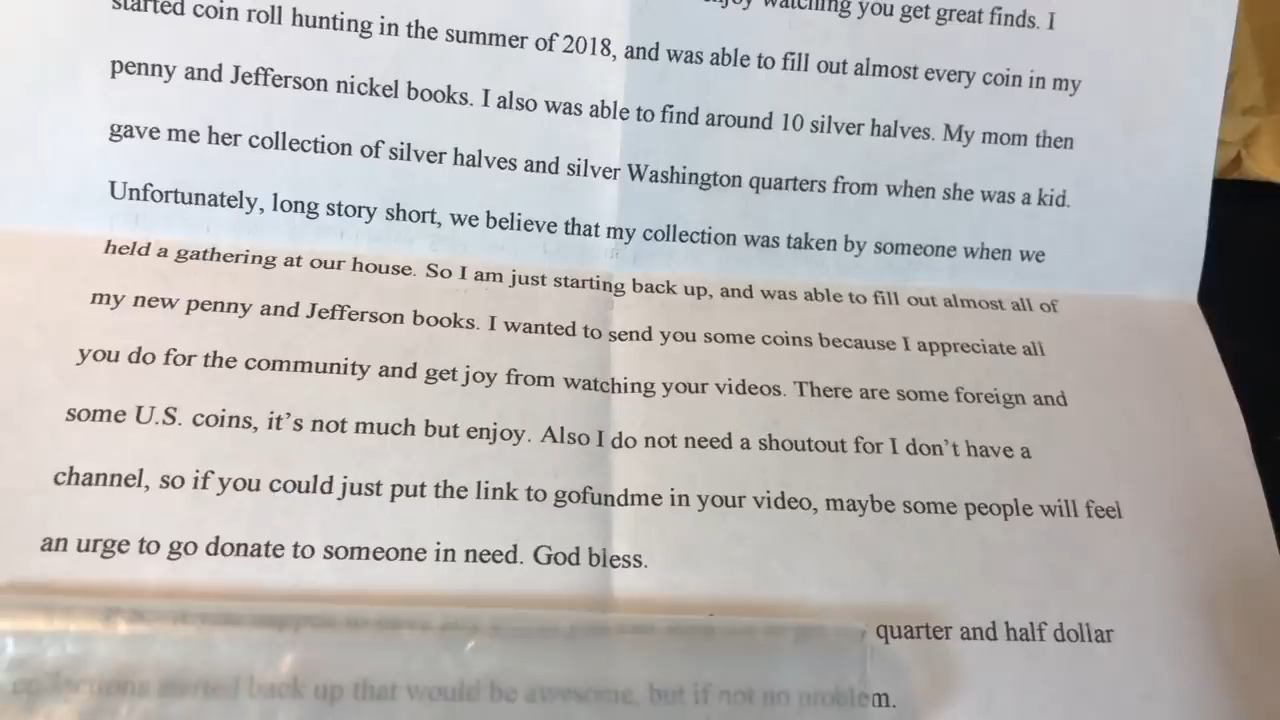 enjoy watching you get great finds. I
started coin roll hunting in the summer of 2018, and was able to fill out almost every coin in my
penny and Jefferson nickel books. I also was able to find around 10 silver halves. My mom then
gave me her collection of silver halves and silver Washington quarters from when she was a kid.
Unfortunately, long story short, we believe that my collection was taken by someone when we
held a gathering at our house. So I am just starting back up, and was able to fill out almost all of
my new penny and Jefferson books. I wanted to send you some coins because I appreciate all
you do for the community and get joy from watching your videos. There are some foreign and
some U.S. coins, it's not much but enjoy. Also I do not need a shoutout for I don't have a
channel, so if you could just put the link to gofundme in your video, maybe some people will feel
an urge to go donate to someone in need. God bless.
quarter and half dollar
started back up that would be awesome, but if not no problem.